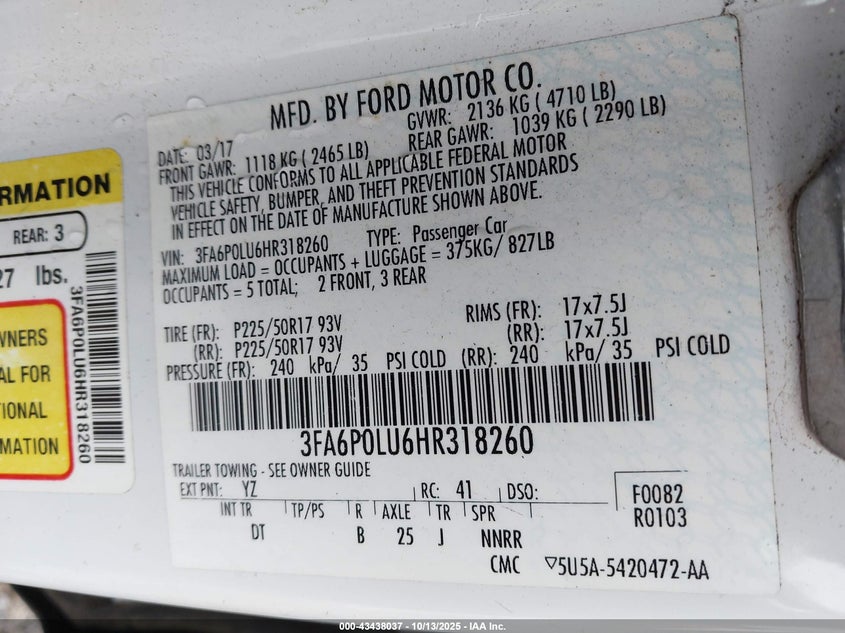 MFD. BY FORD MOTOR CO.
DATE: 03/17 GVWR: 2136 KG ( 4710 LB)
FRONT GAWR: 1118 KG ( 2465 LB) REAR GAWR: 1039 KG ( 2290 LB)
THIS VEHICLE CONFORMS TO ALL APPLICABLE FEDERAL MOTOR
VEHICLE SAFETY, BUMPER, AND THEFT PREVENTION STANDARDS
IN EFFECT ON THE DATE OF MANUFACTURE SHOWN ABOVE.
VIN: 3FA6P0LU6HR318260 TYPE: Passenger Car
MAXIMUM LOAD = OCCUPANTS + LUGGAGE = 375KG/ 827LB
OCCUPANTS = 5 TOTAL; 2 FRONT, 3 REAR
TIRE (FR): P225/50R17 93V RIMS (FR): 17x7.5J
(RR): P225/50R17 93V (RR): 17x7.5J
PRESSURE (FR): 240 kPa/ 35 PSI COLD (RR): 240 kPa/ 35 PSI COLD
3FA6P0LU6HR318260
TRAILER TOWING - SEE OWNER GUIDE
EXT PNT: YZ RC: 41 DSO: F0082
INT TR TP/PS R AXLE TR SPR R0103
DT B 25 J NNRR
CMC ▽5U5A-5420472-AA
RMATION
REAR: 3
27 lbs.
3FA6P0LU6HR318260
WNERS
AL FOR
TIONAL
MATION
000-43438037 - 10/13/2025 - IAA Inc.